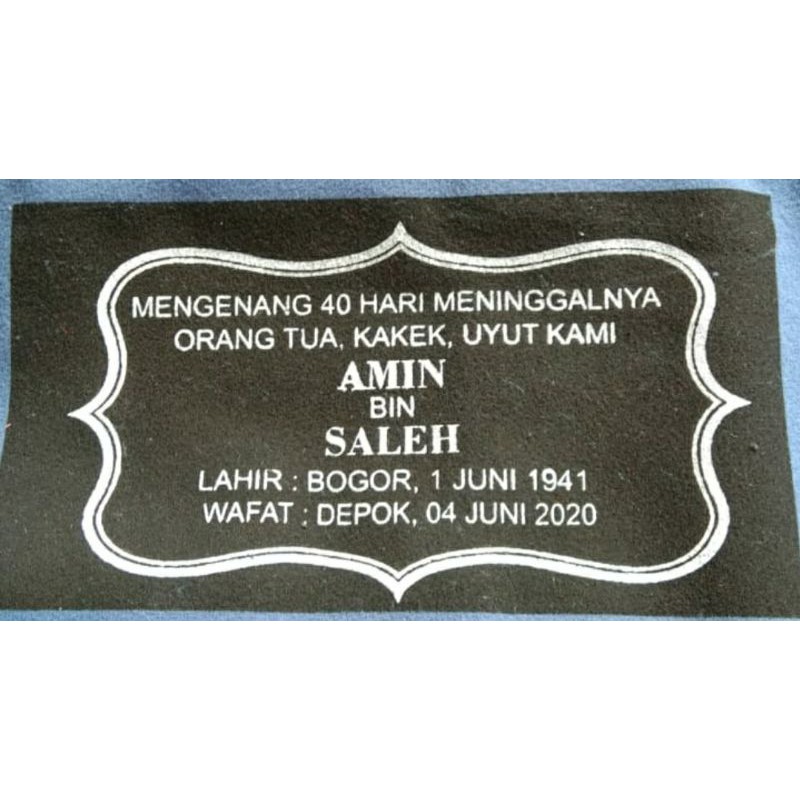 MENGENANG 40 HARI MENINGGALNYA
ORANG TUA, KAKEK, UYUT KAMI
AMIN
BIN
SALEH
LAHIR : BOGOR, 1 JUNI 1941
WAFAT : DEPOK, 04 JUNI 2020